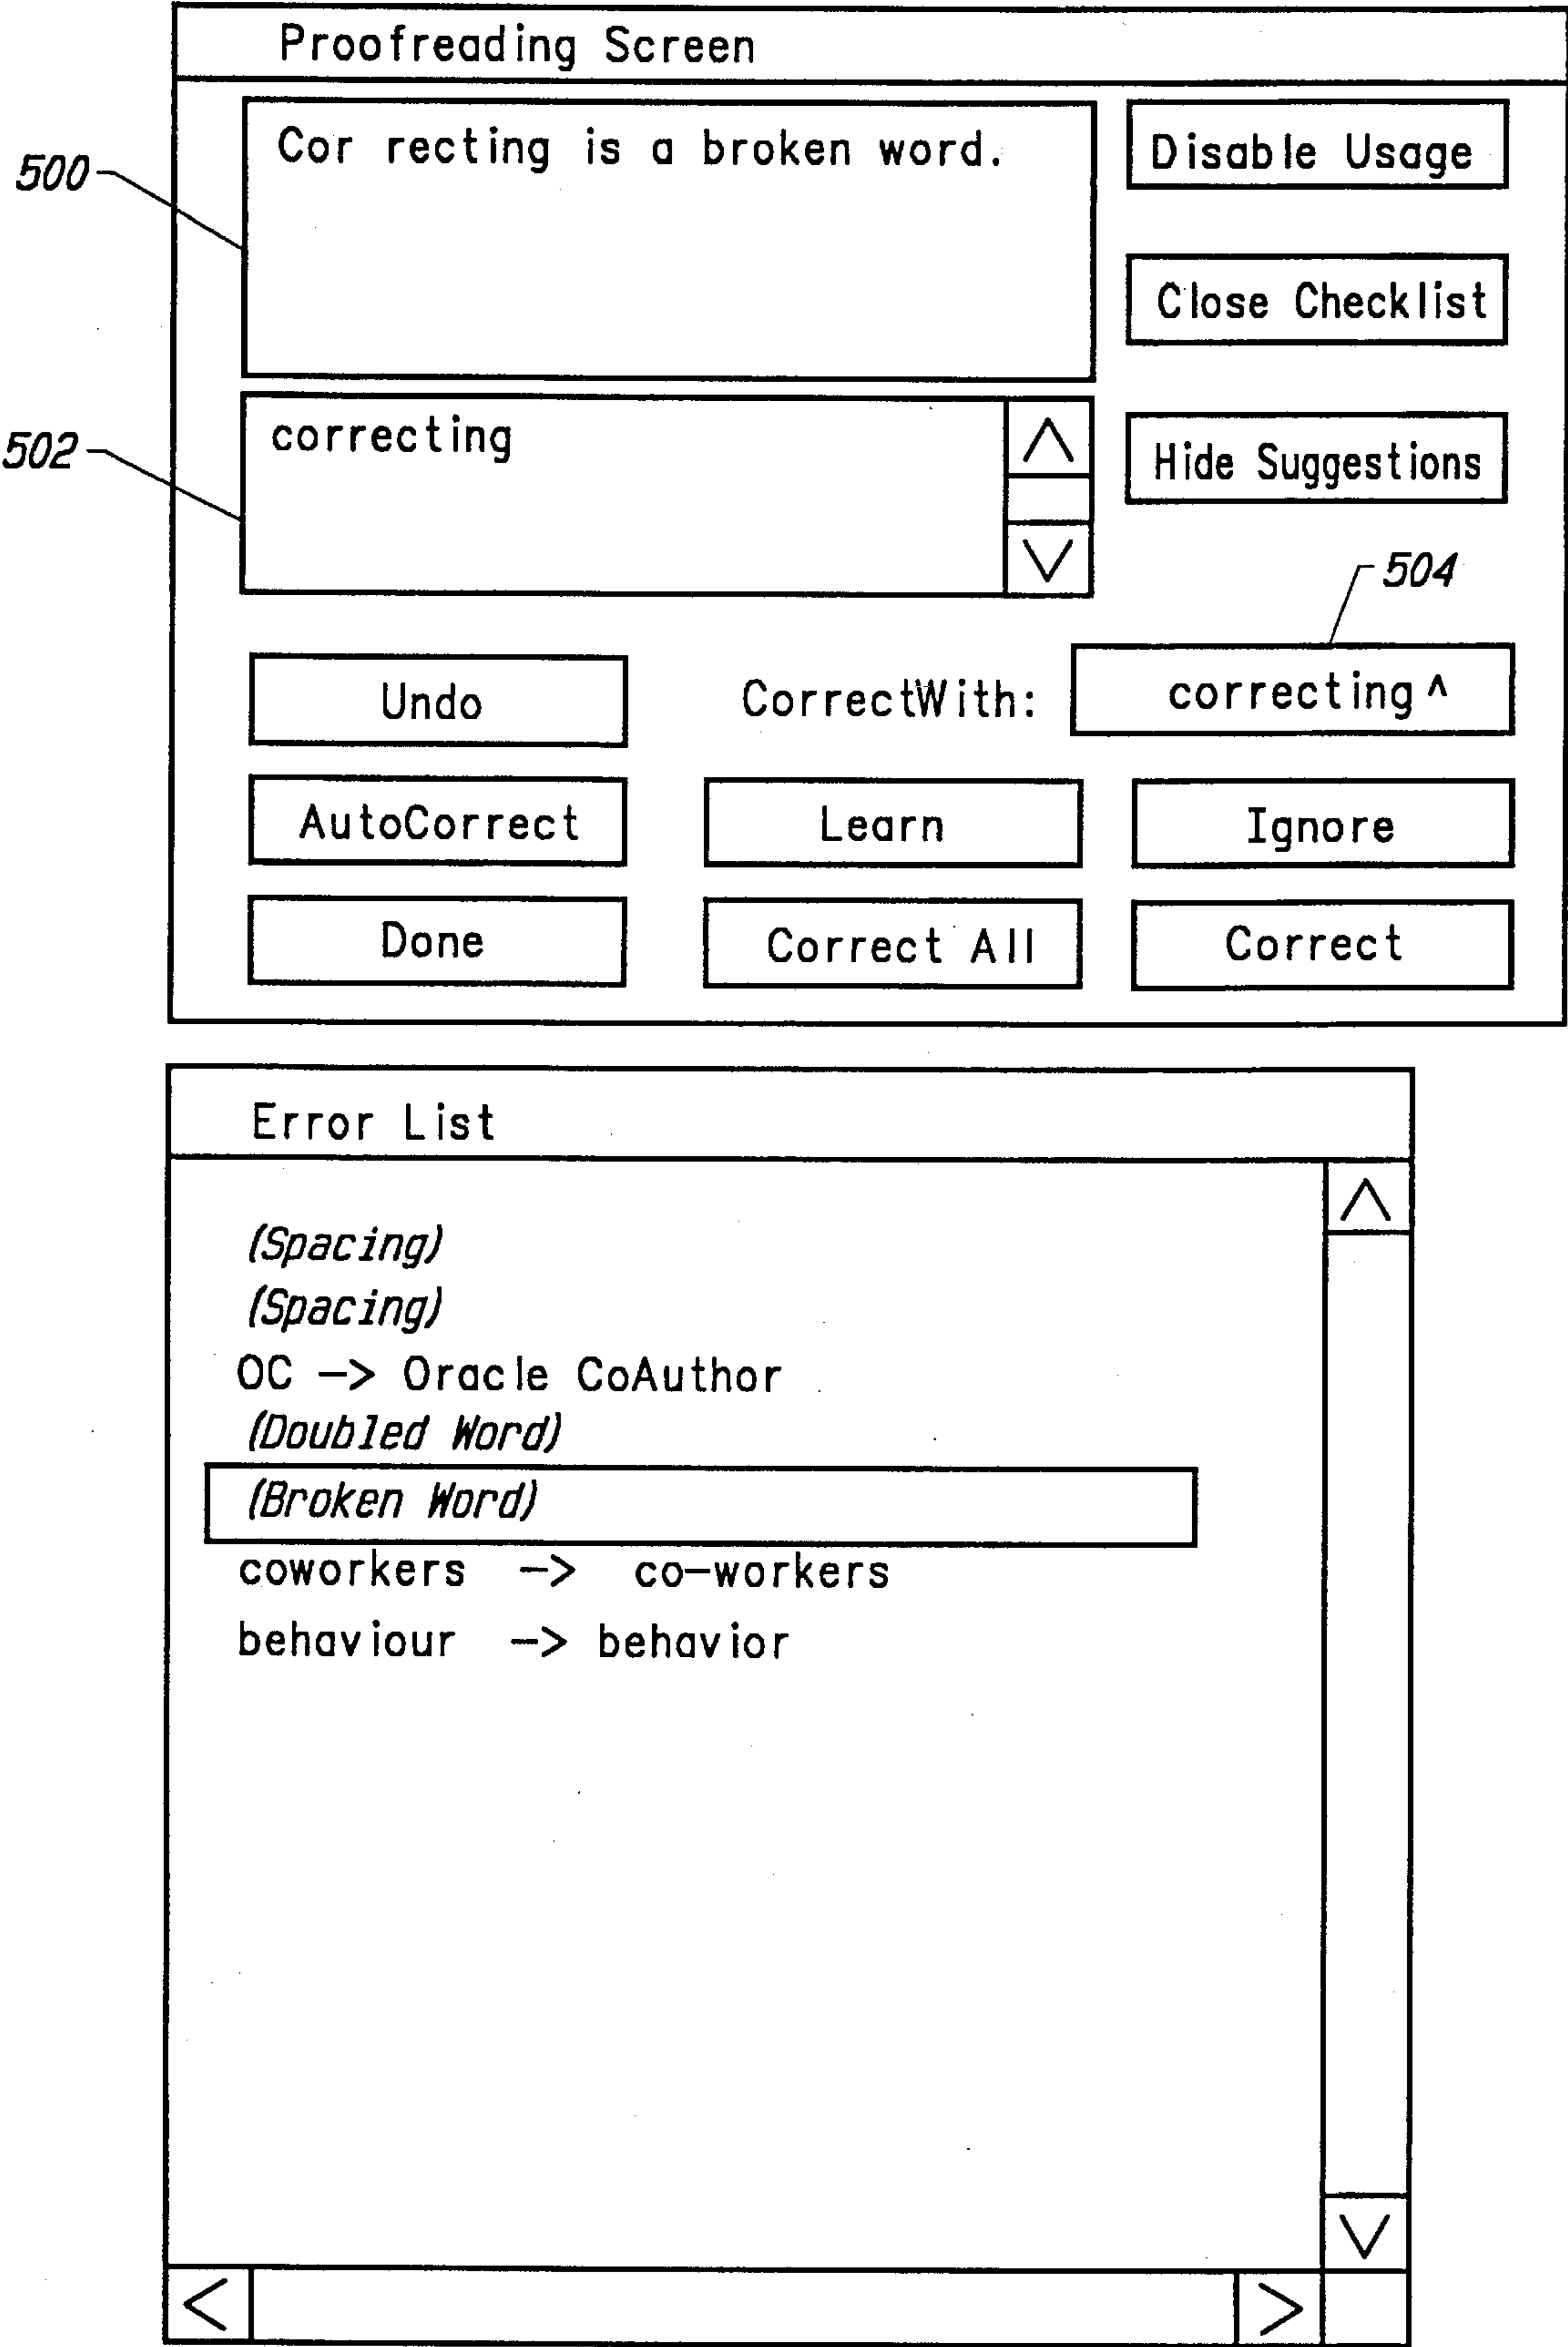 Proofreading Screen
500
Cor recting is a broken word.
Disable Usage
Close Checklist
502
correcting
Hide Suggestions
504
Undo
CorrectWith:
correcting ^
AutoCorrect
Learn
Ignore
Done
Correct All
Correct
Error List
(Spacing)
(Spacing)
OC -> Oracle CoAuthor
(Doubled Word)
(Broken Word)
coworkers -> co-workers
behaviour -> behavior